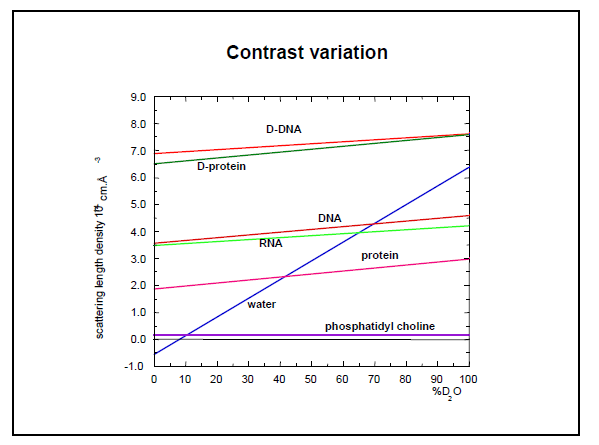 Contrast variation
9.0
8.0
7.0
6.0
5.0
4.0
3.0
2.0
1.0
0.0
-1.0
scattering length density 10 cm.Å -3
D-DNA
D-protein
DNA
RNA
protein
water
phosphatidyl choline
0 10 20 30 40 50 60 70 80 90 100
%D2O